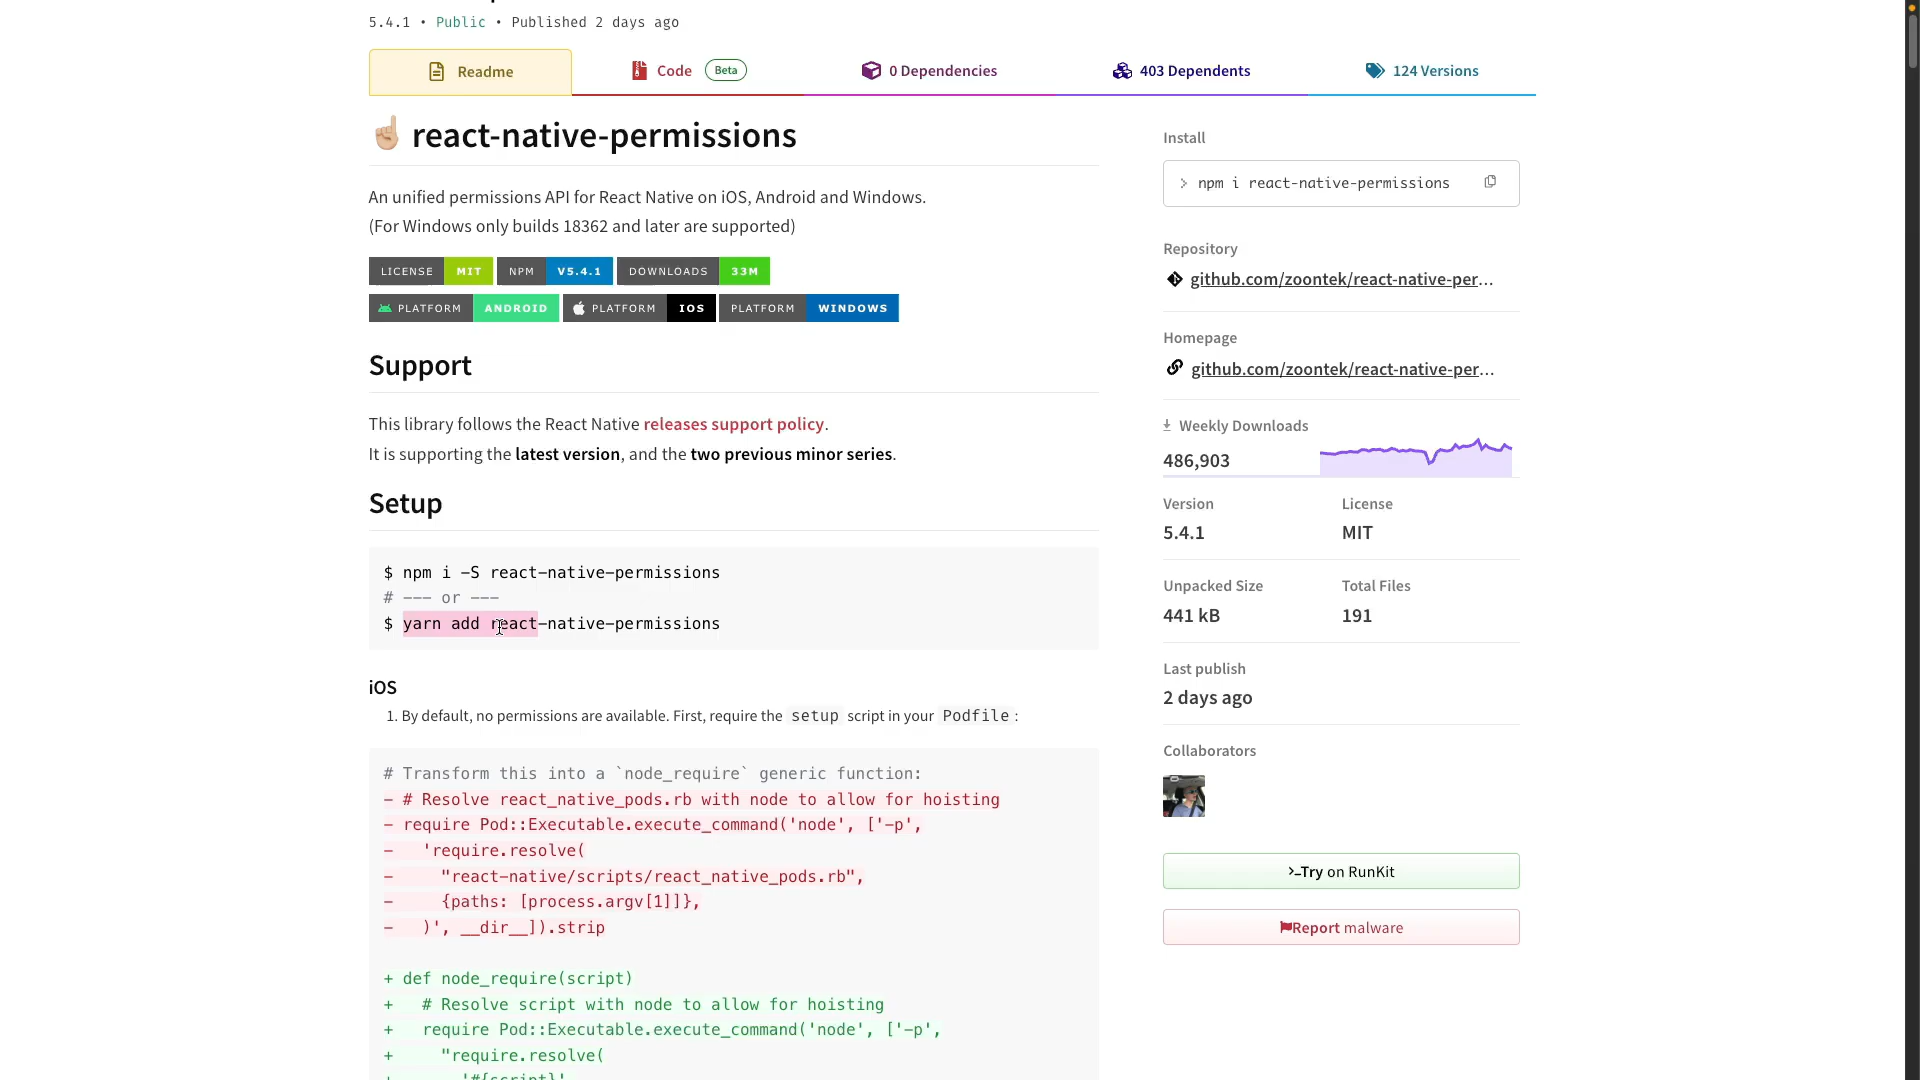 5.4.1 • Public • Published 2 days ago
Readme
Code Beta
0 Dependencies
403 Dependents
124 Versions
☝🏼 react-native-permissions
An unified permissions API for React Native on iOS, Android and Windows.
(For Windows only builds 18362 and later are supported)
LICENSE MIT NPM V5.4.1 DOWNLOADS 33M
PLATFORM ANDROID PLATFORM IOS PLATFORM WINDOWS
Support
This library follows the React Native releases support policy.
It is supporting the latest version, and the two previous minor series.
Setup
$ npm i -S react-native-permissions
# --- or ---
$ yarn add react-native-permissions
iOS
1. By default, no permissions are available. First, require the setup script in your Podfile :
# Transform this into a `node_require` generic function:
- # Resolve react_native_pods.rb with node to allow for hoisting
- require Pod::Executable.execute_command('node', ['-p',
-   'require.resolve(
-     "react-native/scripts/react_native_pods.rb",
-     {paths: [process.argv[1]]},
-   )', __dir__]).strip
+ def node_require(script)
+   # Resolve script with node to allow for hoisting
+   require Pod::Executable.execute_command('node', ['-p',
+     "require.resolve(
+       '#{script}'
Install
> npm i react-native-permissions
Repository
github.com/zoontek/react-native-per...
Homepage
github.com/zoontek/react-native-per...
Weekly Downloads
486,903
Version
5.4.1
License
MIT
Unpacked Size
441 kB
Total Files
191
Last publish
2 days ago
Collaborators
>_Try on RunKit
Report malware